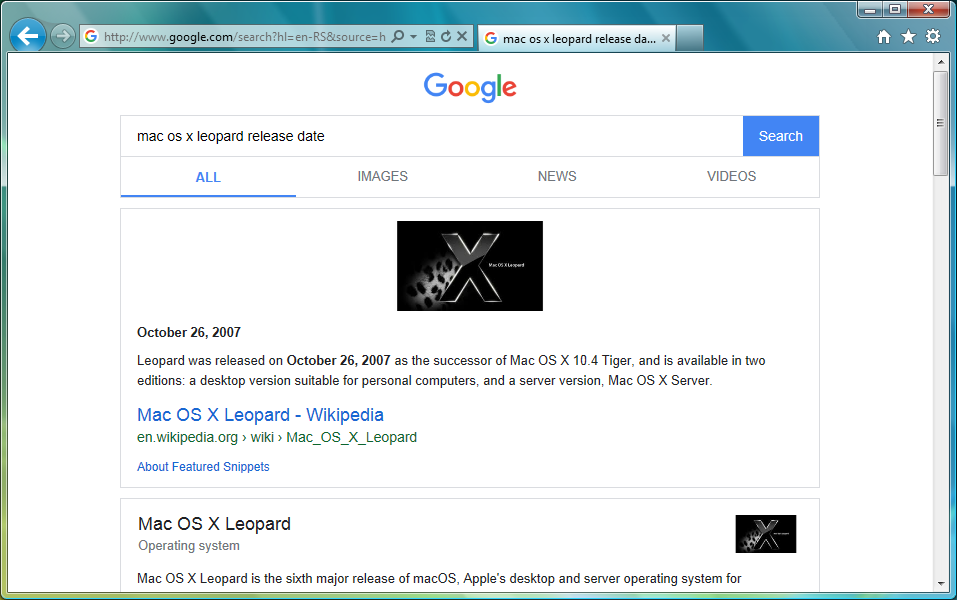 http://www.google.com/search?hl=en-RS&source=h
mac os x leopard release da...
Google
mac os x leopard release date
Search
ALL
IMAGES
NEWS
VIDEOS
Mac OS X Leopard
October 26, 2007
Leopard was released on October 26, 2007 as the successor of Mac OS X 10.4 Tiger, and is available in two
editions: a desktop version suitable for personal computers, and a server version, Mac OS X Server.
Mac OS X Leopard - Wikipedia
en.wikipedia.org › wiki › Mac_OS_X_Leopard
About Featured Snippets
Mac OS X Leopard
Operating system
Mac OS X Leopard is the sixth major release of macOS, Apple's desktop and server operating system for